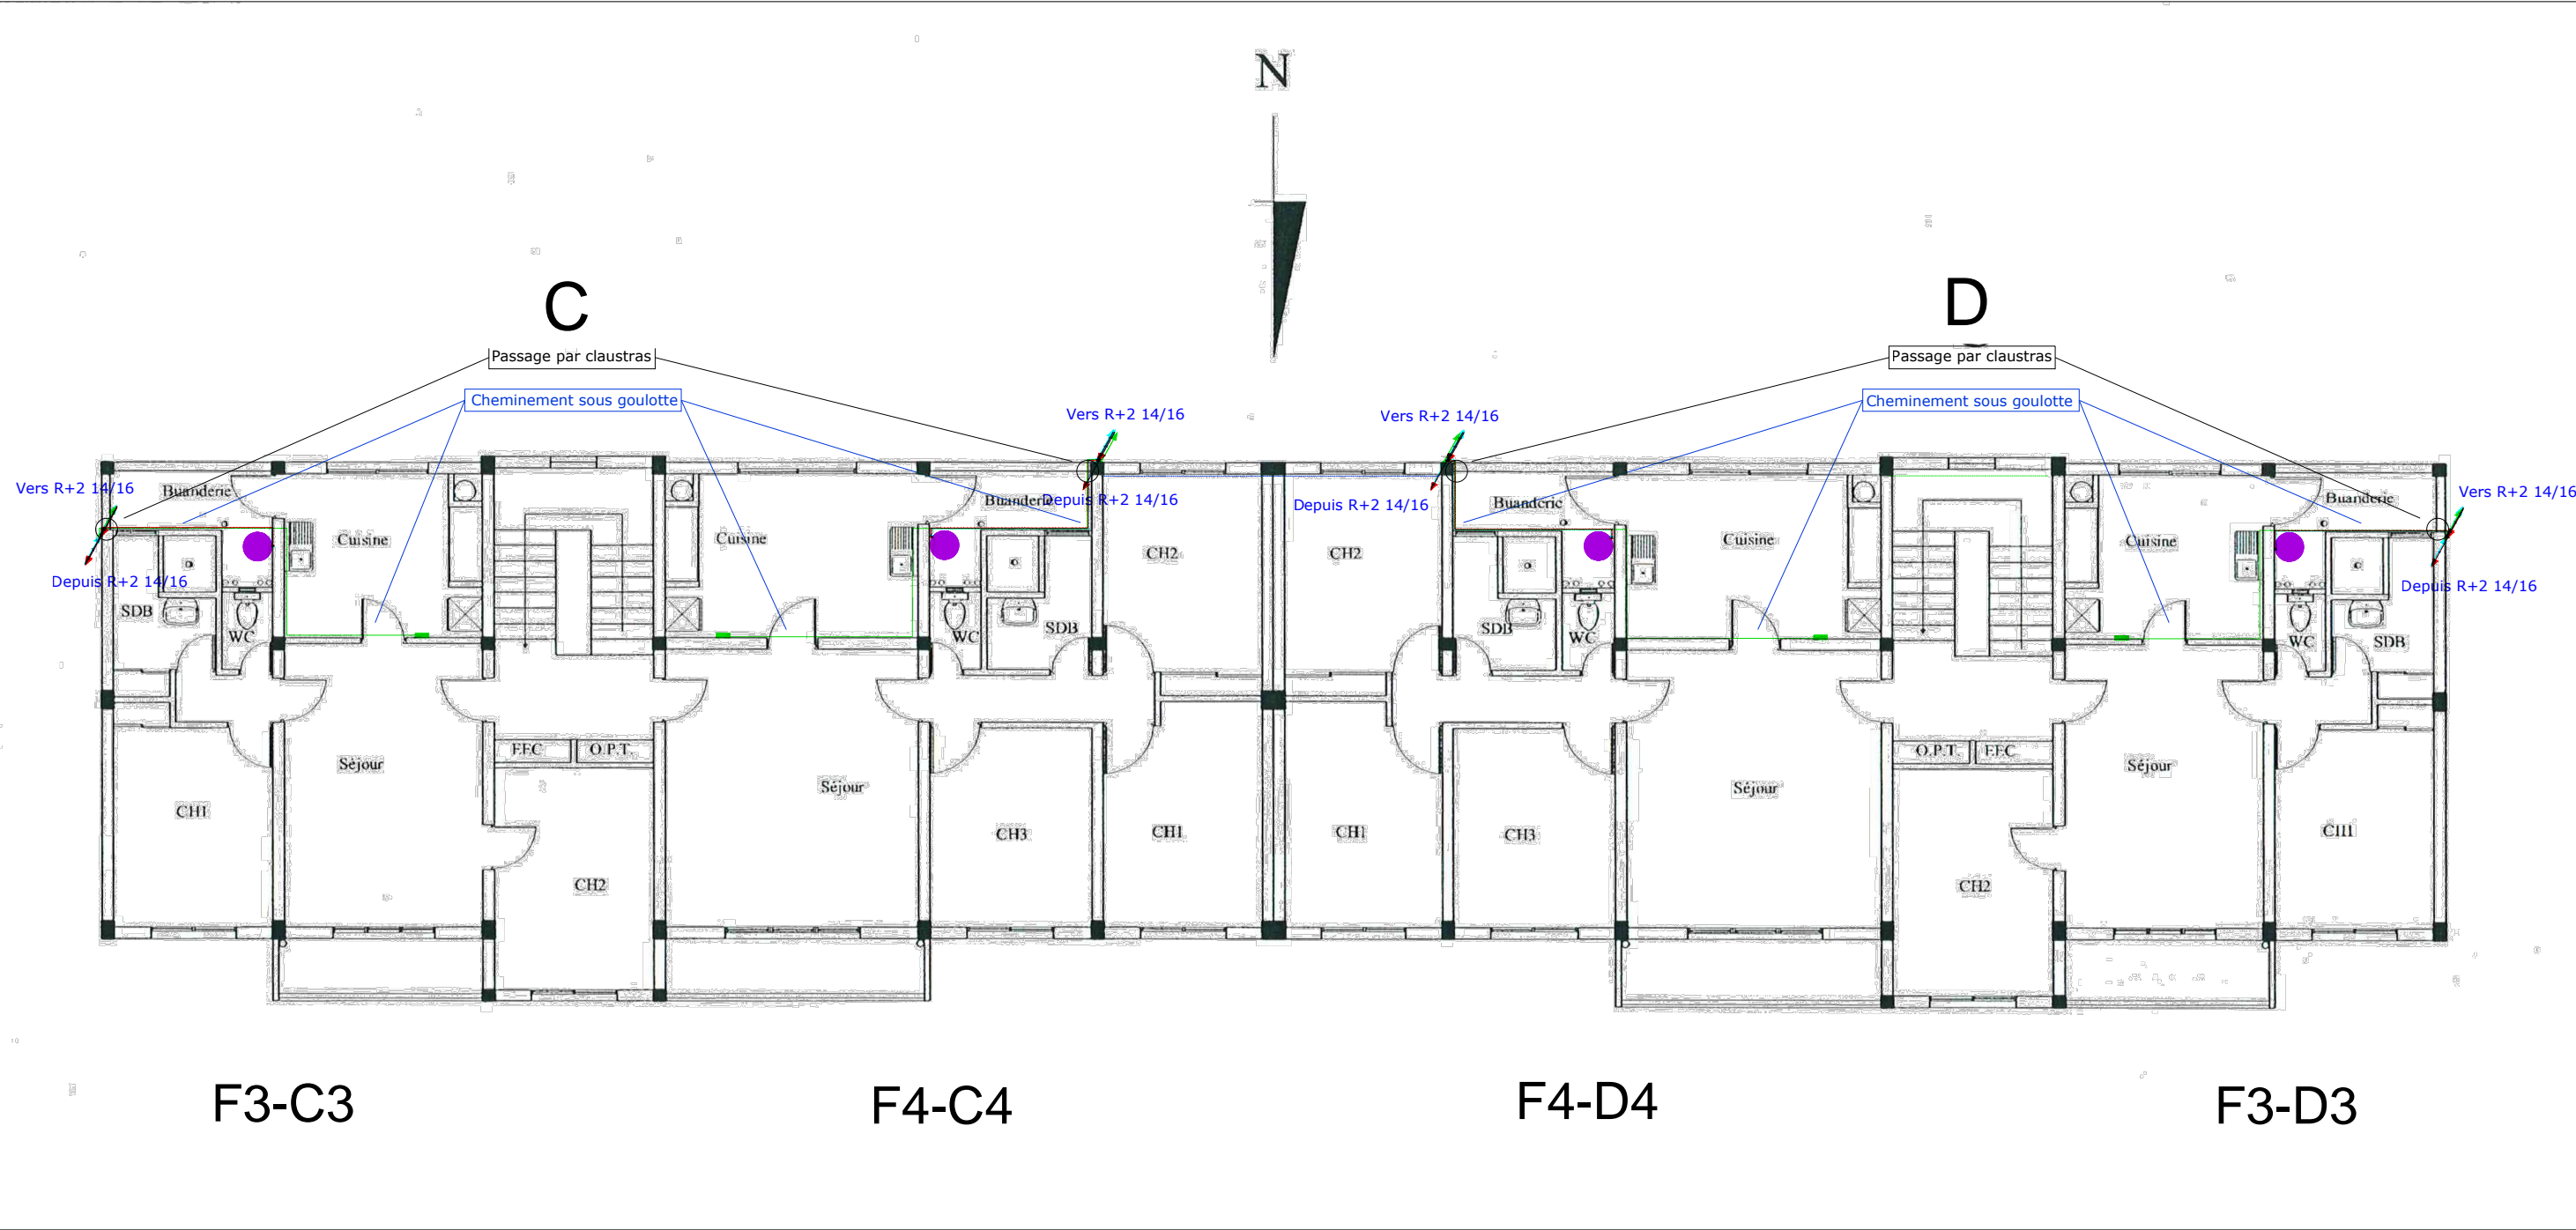 N
C
D
Passage par claustras
Passage par claustras
Cheminement sous goulotte
Cheminement sous goulotte
Vers R+2 14/16
Vers R+2 14/16
Vers R+2 14/16
Vers R+2 14/16
Buanderie
Buanderie
Depuis R+2 14/16
Depuis R+2 14/16
Buanderie
Buanderie
Cuisine
Cuisine
CH2
CH2
Cuisine
Cuisine
Depuis R+2 14/16
Depuis R+2 14/16
SDB
WC
WC
SDB
SDB
WC
WC
SDB
Séjour
O.P.T.
O.P.T.
Séjour
Séjour
Séjour
CH1
CH3
CH1
CH1
CH3
CH2
CH2
F3-C3
F4-C4
F4-D4
F3-D3